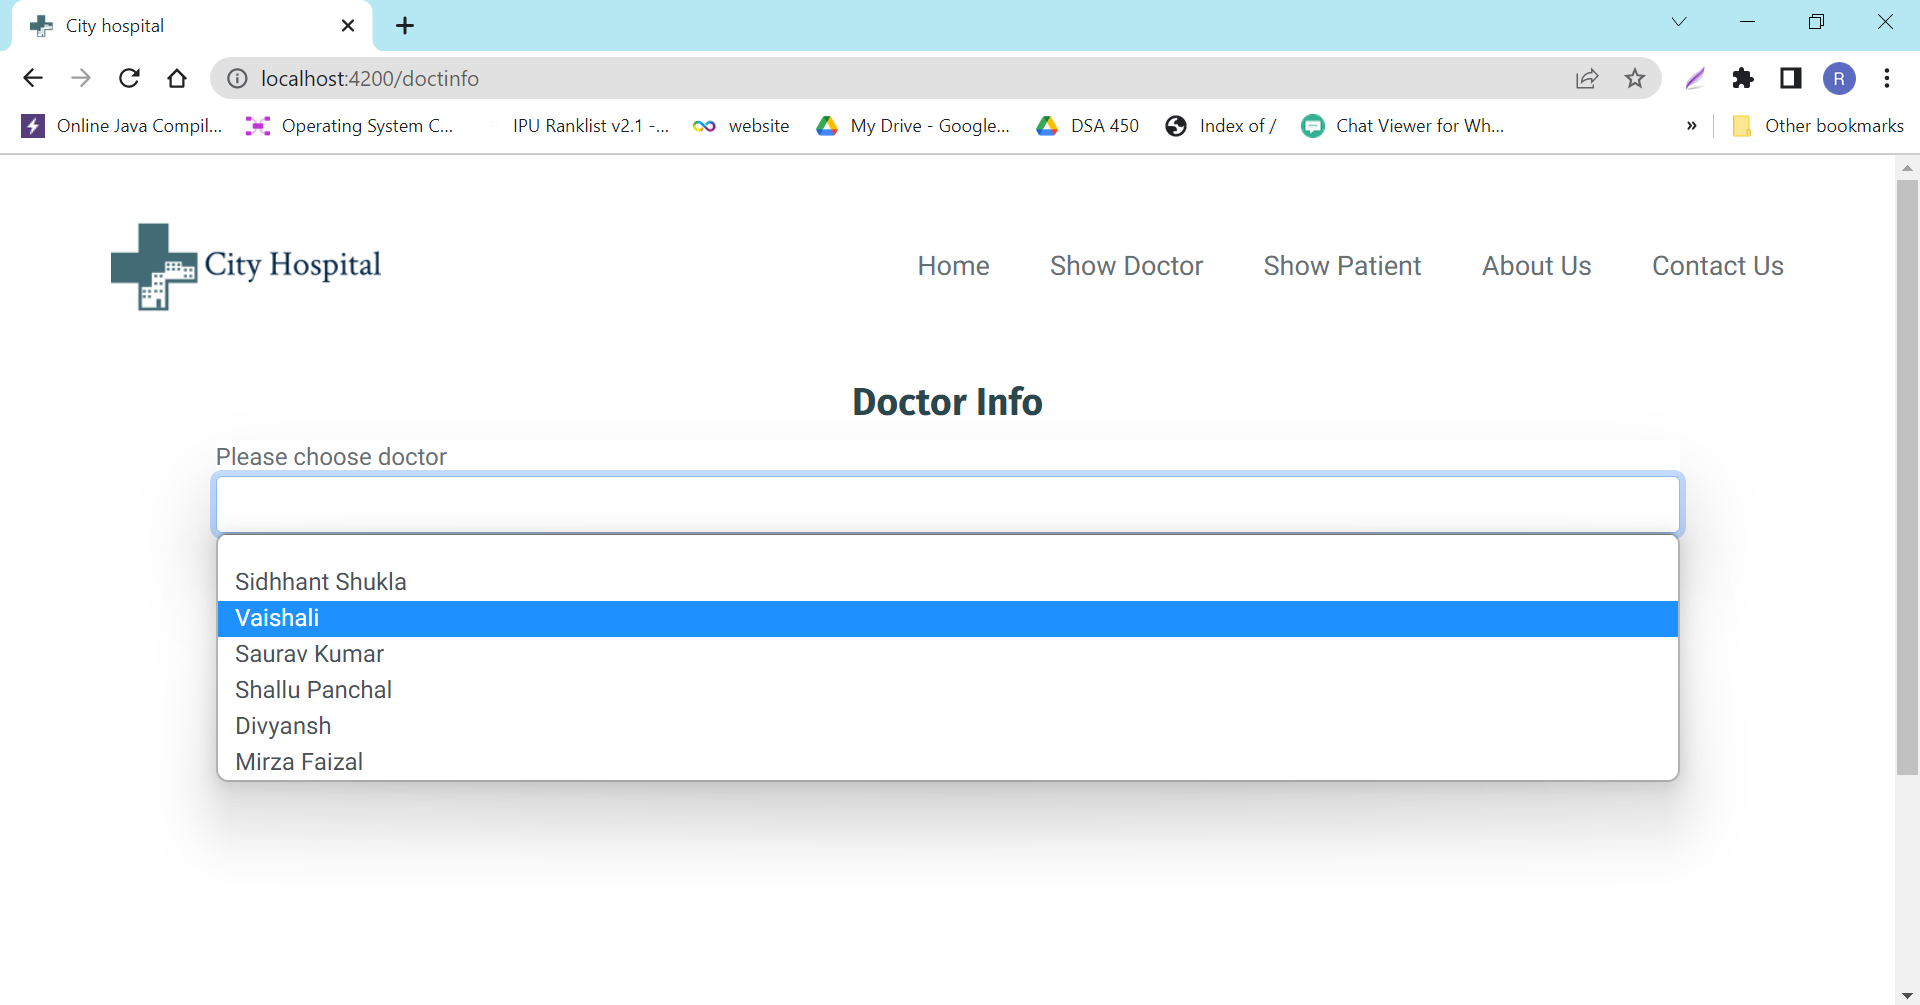 City hospital
localhost:4200/doctinfo
R
Online Java Compil...
Operating System C...
IPU Ranklist v2.1 -...
website
My Drive - Google...
DSA 450
Index of /
Chat Viewer for Wh...
»
Other bookmarks
City Hospital
Home
Show Doctor
Show Patient
About Us
Contact Us
Doctor Info
Please choose doctor
Sidhhant Shukla
Vaishali
Saurav Kumar
Shallu Panchal
Divyansh
Mirza Faizal